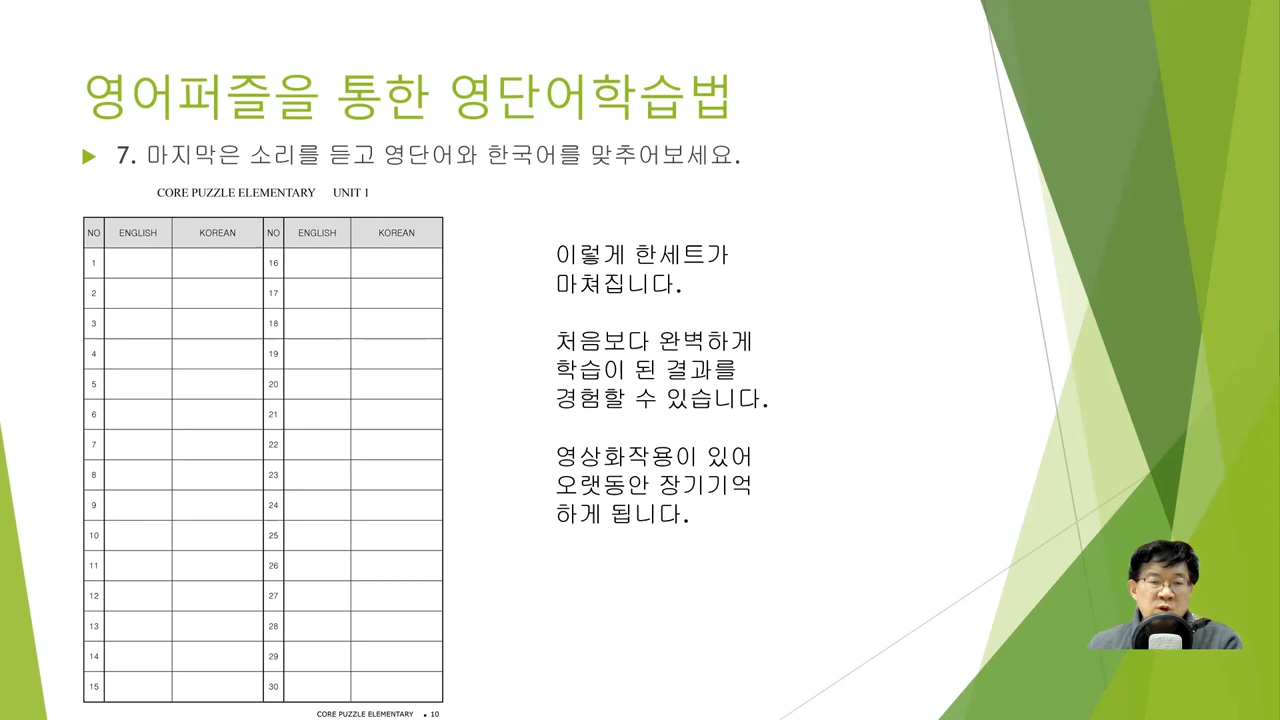 영어퍼즐을 통한 영단어학습법
7. 마지막은 소리를 듣고 영단어와 한국어를 맞추어보세요.
CORE PUZZLE ELEMENTARY UNIT 1
NO ENGLISH KOREAN NO ENGLISH KOREAN
1 16
2 17
3 18
4 19
5 20
6 21
7 22
8 23
9 24
10 25
11 26
12 27
13 28
14 29
15 30
CORE PUZZLE ELEMENTARY • 10
이렇게 한세트가
마쳐집니다.
처음보다 완벽하게
학습이 된 결과를
경험할 수 있습니다.
영상화작용이 있어
오랫동안 장기기억
하게 됩니다.